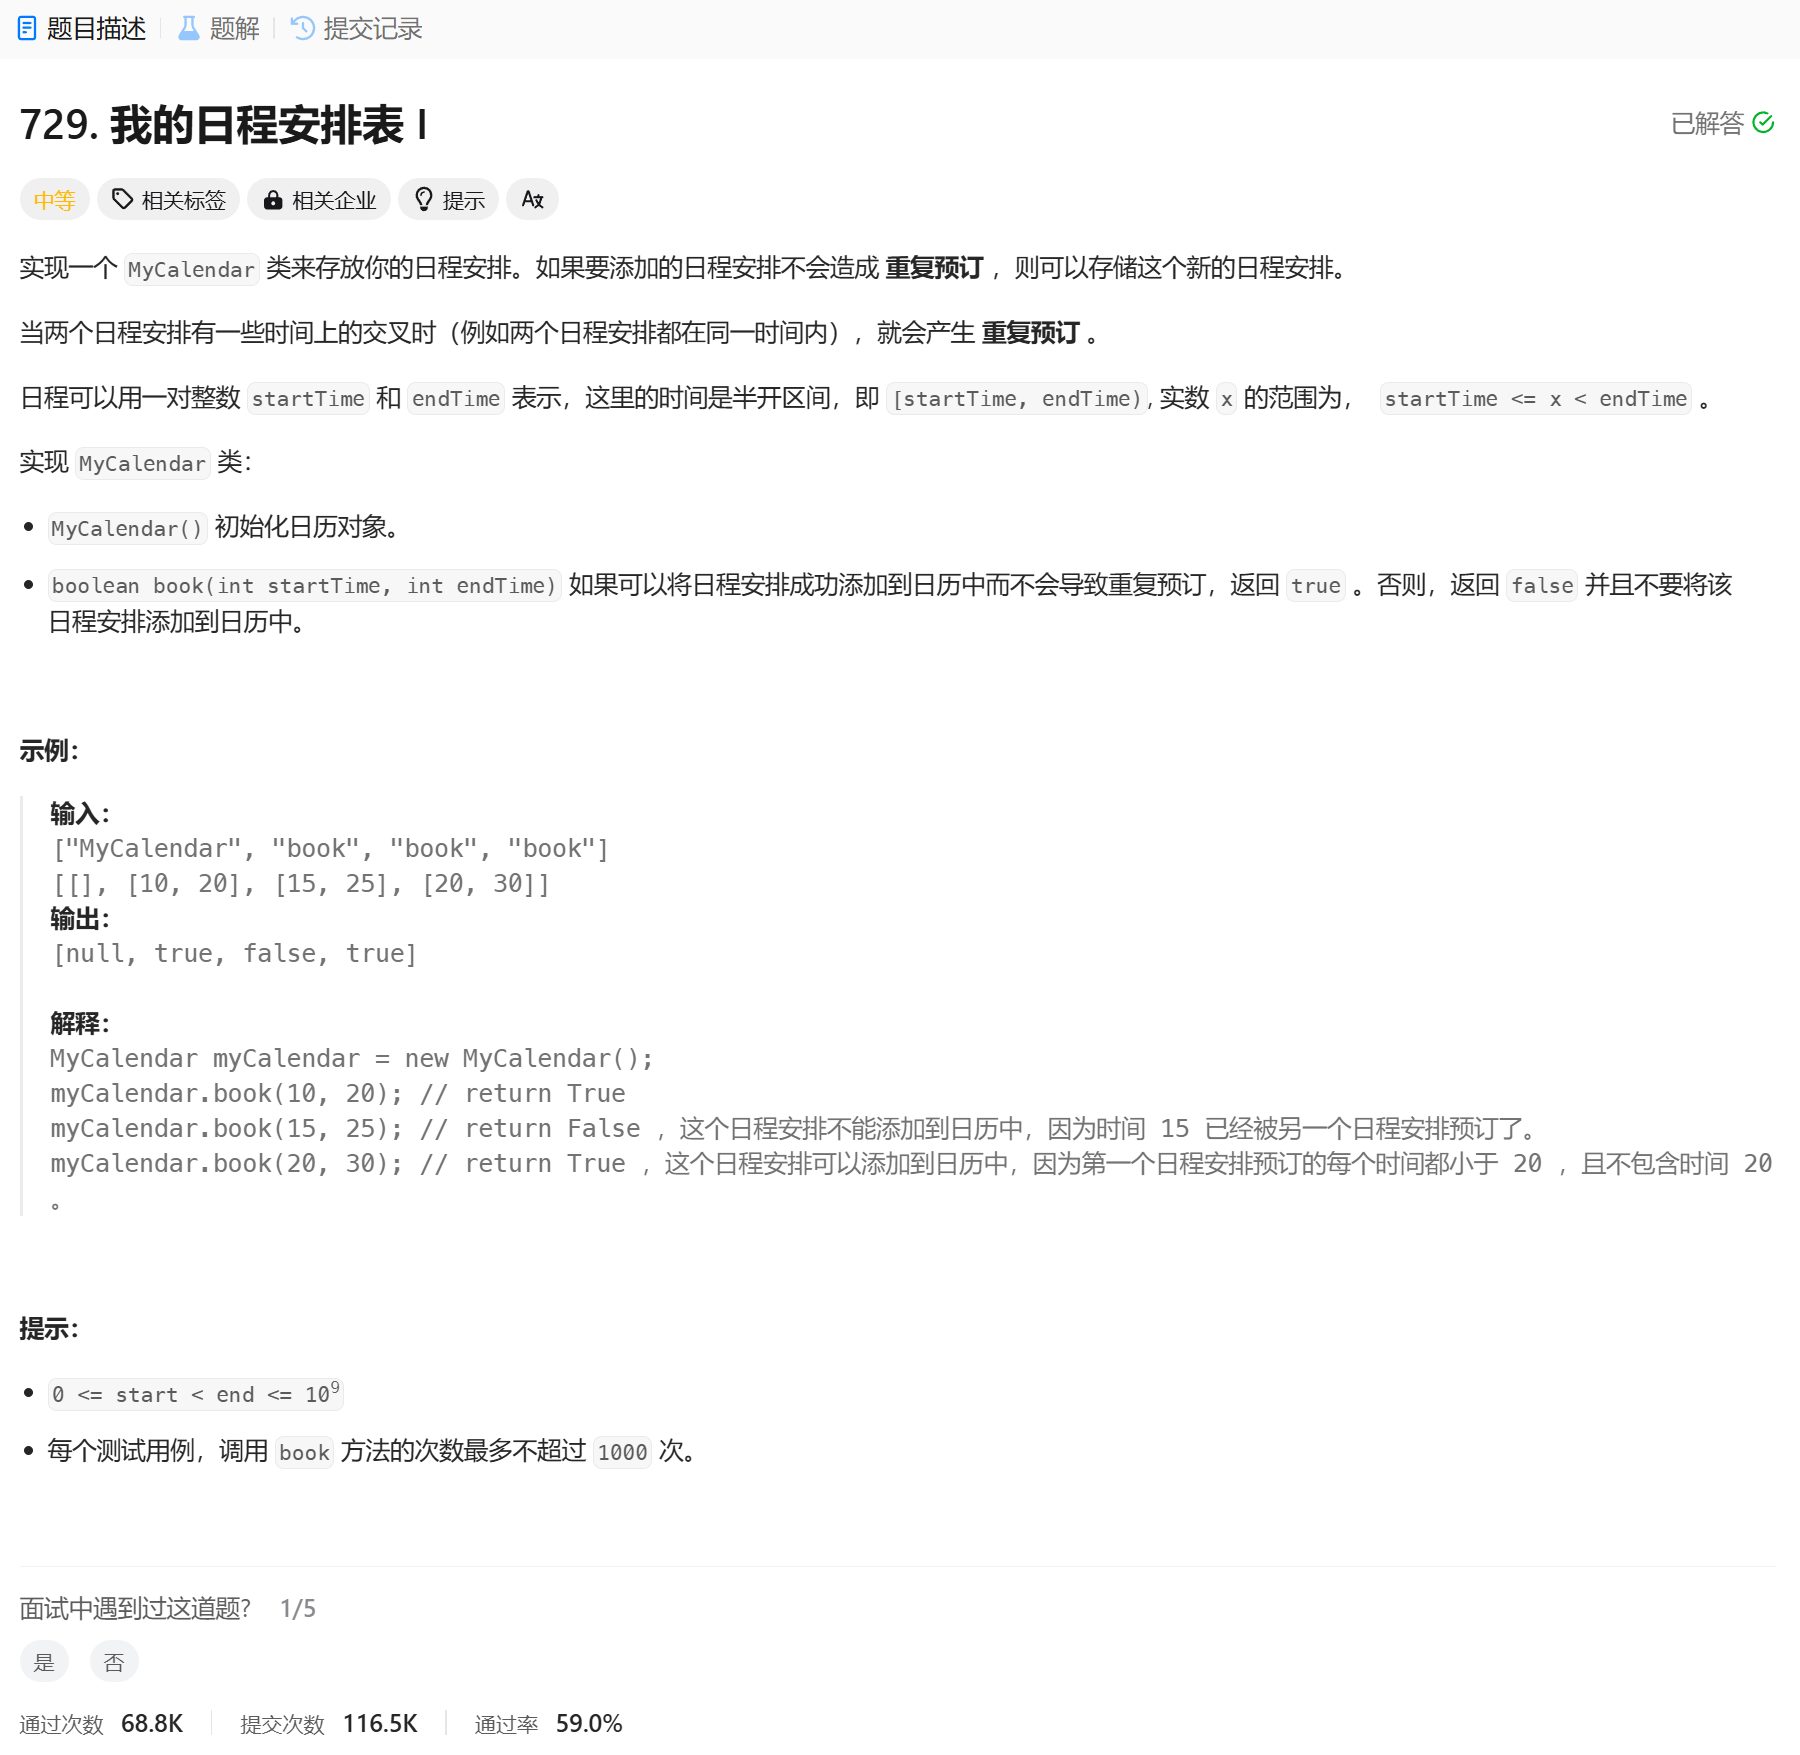 题目描述 题解 提交记录
729. 我的日程安排表 I
已解答
中等 相关标签 相关企业 提示
实现一个 MyCalendar 类来存放你的日程安排。如果要添加的日程安排不会造成 重复预订 ，则可以存储这个新的日程安排。
当两个日程安排有一些时间上的交叉时（例如两个日程安排都在同一时间内），就会产生 重复预订 。
日程可以用一对整数 startTime 和 endTime 表示，这里的时间是半开区间，即 [startTime, endTime), 实数 x 的范围为， startTime <= x < endTime 。
实现 MyCalendar 类：
• MyCalendar() 初始化日历对象。
• boolean book(int startTime, int endTime) 如果可以将日程安排成功添加到日历中而不会导致重复预订，返回 true 。否则，返回 false 并且不要将该
日程安排添加到日历中。
示例：
输入：
["MyCalendar", "book", "book", "book"]
[[], [10, 20], [15, 25], [20, 30]]
输出：
[null, true, false, true]
解释：
MyCalendar myCalendar = new MyCalendar();
myCalendar.book(10, 20); // return True
myCalendar.book(15, 25); // return False ，这个日程安排不能添加到日历中，因为时间 15 已经被另一个日程安排预订了。
myCalendar.book(20, 30); // return True ，这个日程安排可以添加到日历中，因为第一个日程安排预订的每个时间都小于 20 ，且不包含时间 20
。
提示：
• 0 <= start < end <= 10⁹
• 每个测试用例，调用 book 方法的次数最多不超过 1000 次。
面试中遇到过这道题? 1/5
是 否
通过次数 68.8K 提交次数 116.5K 通过率 59.0%